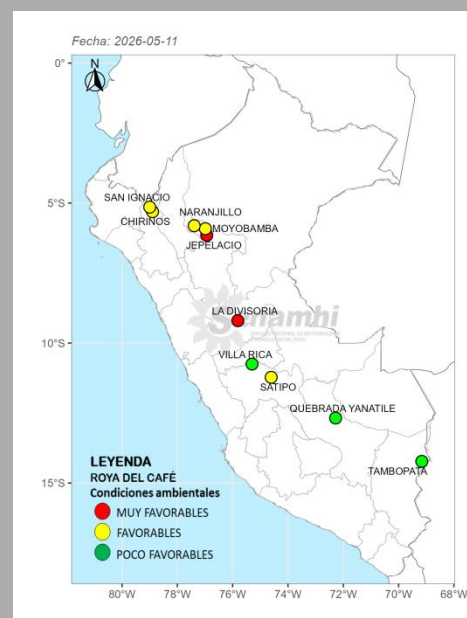 Fecha: 2026-05-11
N
0°
5°S
10°S
15°S
SAN IGNACIO
CHIRINOS
NARANJILLO
MOYOBAMBA
JEPELACIO
LA DIVISORIA
Senamhi
VILLA RICA
SATIPO
QUEBRADA YANATILE
TAMBOPATA
LEYENDA
ROYA DEL CAFÉ
Condiciones ambientales
MUY FAVORABLES
FAVORABLES
POCO FAVORABLES
80°W 78°W 76°W 74°W 72°W 70°W 68°W